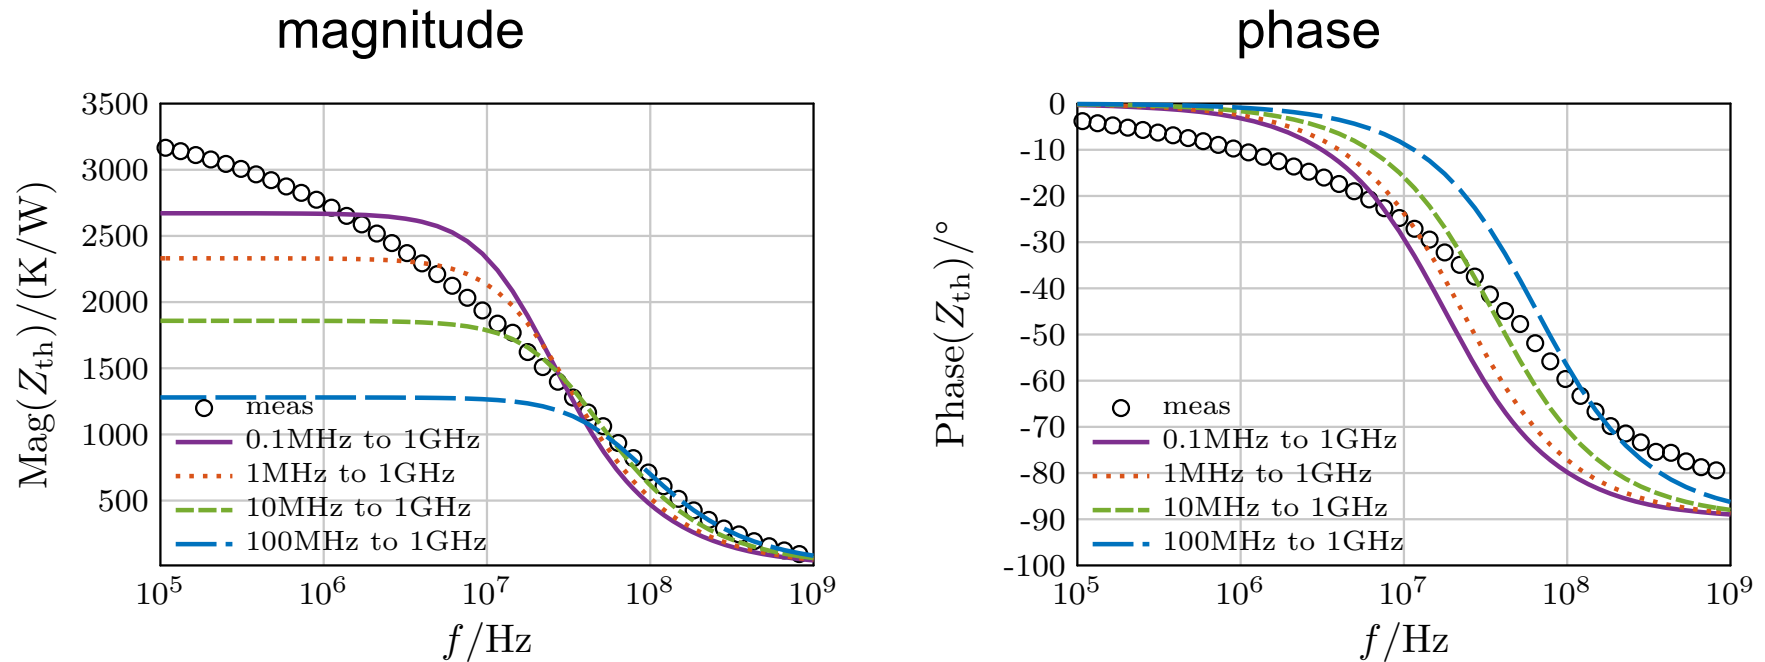 magnitude
3500
3000
2500
2000
1500
1000
500
Mag(Z_th)/(K/W)
meas
0.1MHz to 1GHz
1MHz to 1GHz
10MHz to 1GHz
100MHz to 1GHz
10^5 10^6 10^7 10^8 10^9
f/Hz
phase
0
-10
-20
-30
-40
-50
-60
-70
-80
-90
-100
Phase(Z_th)/°
meas
0.1MHz to 1GHz
1MHz to 1GHz
10MHz to 1GHz
100MHz to 1GHz
10^5 10^6 10^7 10^8 10^9
f/Hz